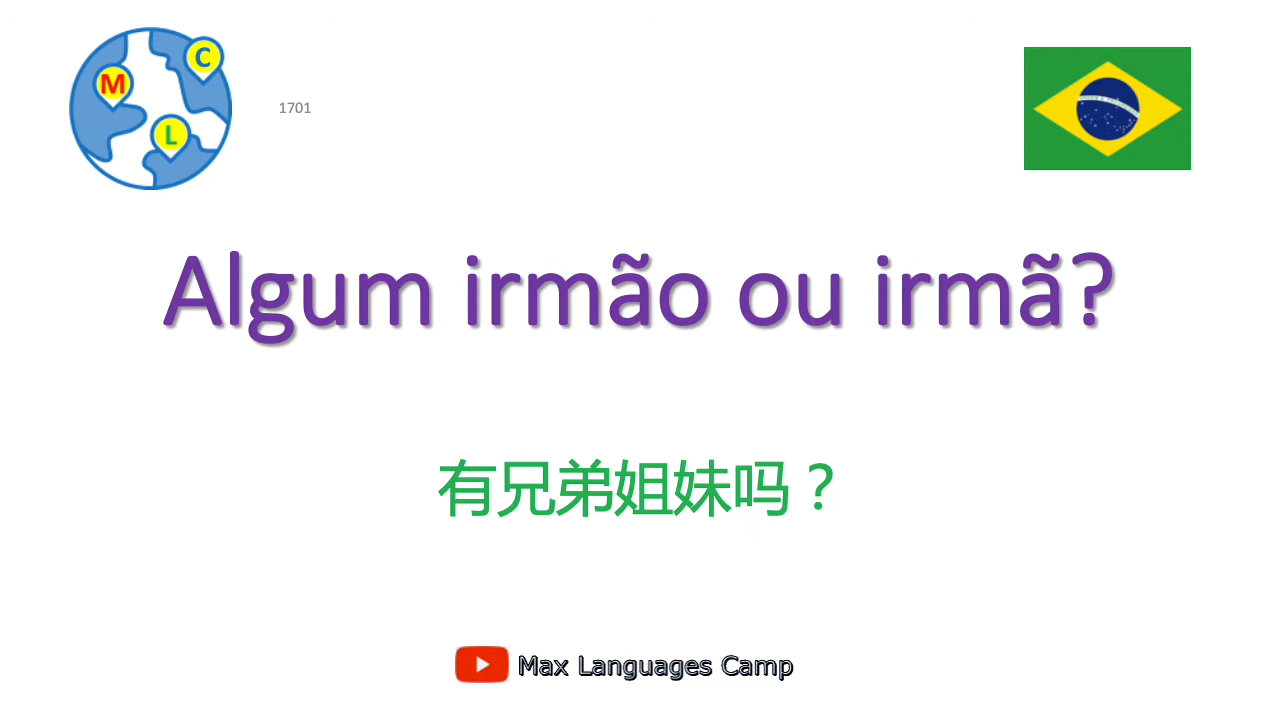 M
C
L
1701
Algum irmão ou irmã?
有兄弟姐妹吗？
Max Languages Camp